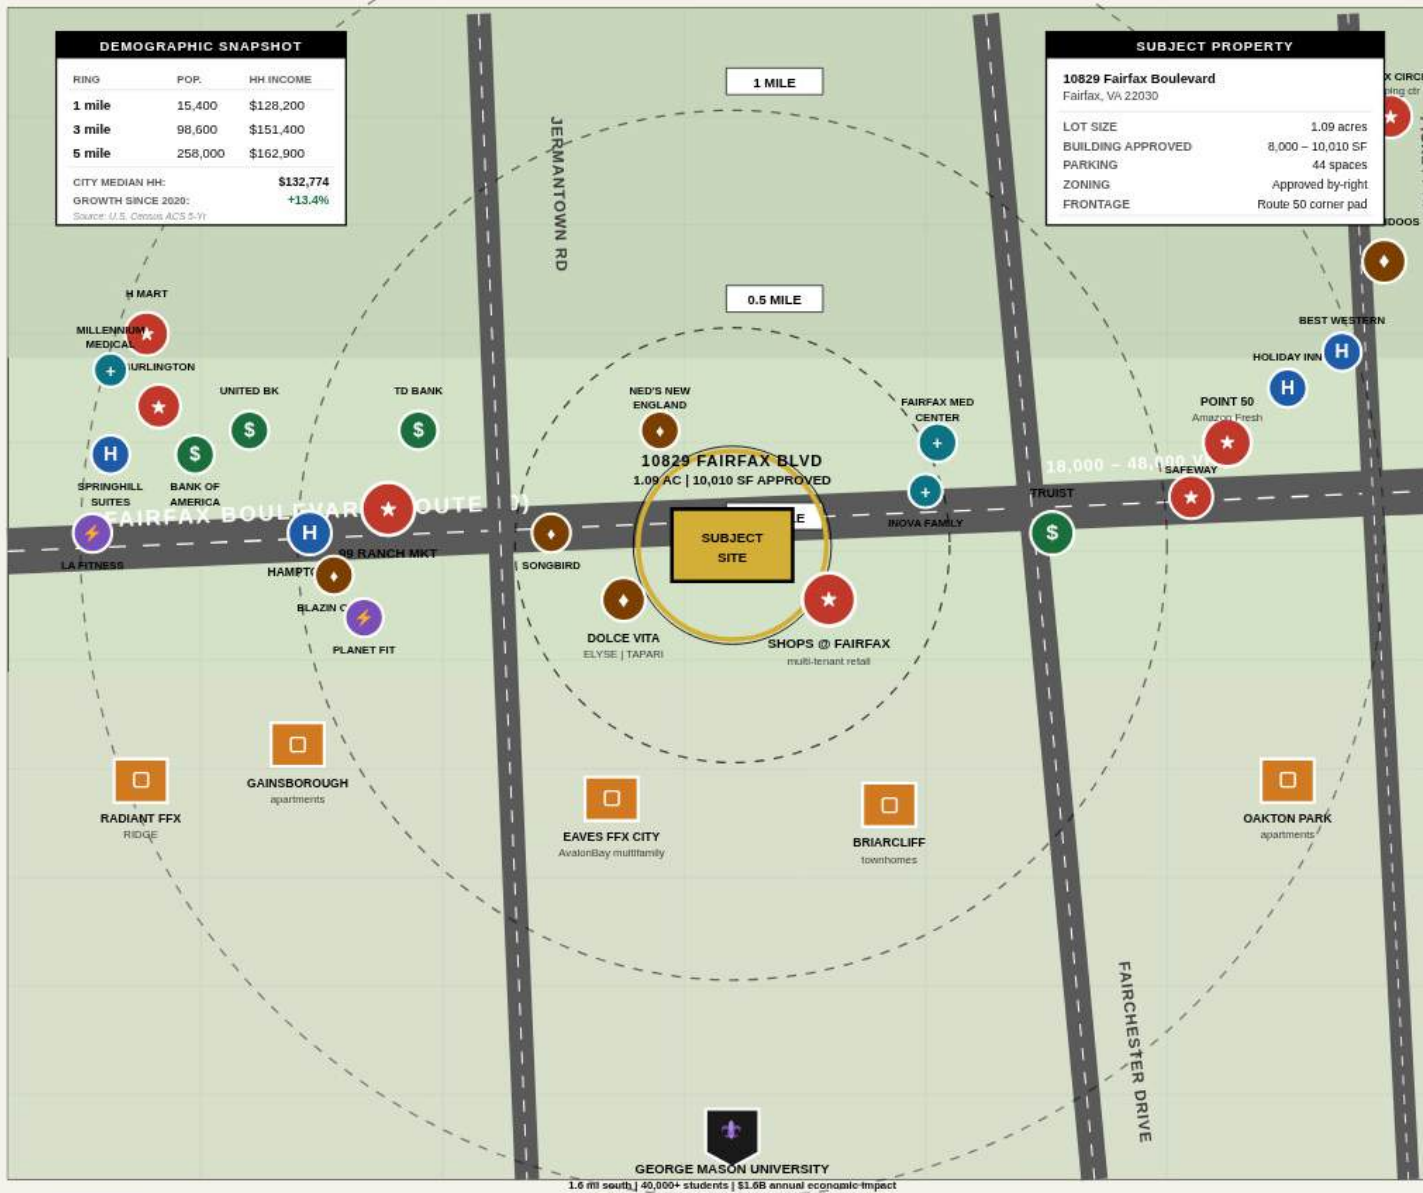 DEMOGRAPHIC SNAPSHOT
RING POP. HH INCOME
1 mile 15,400 $128,200
3 mile 98,600 $151,400
5 mile 258,000 $162,900
CITY MEDIAN HH: $132,774
GROWTH SINCE 2020: +13.4%
Source: U.S. Census ACS 5-Yr
1 MILE
SUBJECT PROPERTY
10829 Fairfax Boulevard
Fairfax, VA 22030
LOT SIZE 1.09 acres
BUILDING APPROVED 8,000 – 10,010 SF
PARKING 44 spaces
ZONING Approved by-right
FRONTAGE Route 50 corner pad
JERMANTOWN RD
0.5 MILE
H MART
MILLENNIUM
MEDICAL
BURLINGTON
UNITED BK
TD BANK
NED'S NEW
ENGLAND
FAIRFAX MED
CENTER
BEST WESTERN
HOLIDAY INN
H
H
POINT 50
Amazon Fresh
$
$
H
$
10829 FAIRFAX BLVD
1.09 AC | 10,010 SF APPROVED
18,000 – 48,000
SAFEWAY
SPRINGHILL
SUITES
BANK OF
AMERICA
FAIRFAX BOULEVARD
TRUIST
INOVA FAMILY
H
$
SUBJECT
SITE
99 RANCH MKT
LA FITNESS
SONGBIRD
BLAZIN
PLANET FIT
DOLCE VITA
ELYSE | TAPARI
SHOPS @ FAIRFAX
multi-tenant retail
GAINSBOROUGH
apartments
RADIANT FFX
RIDGE
EAVES FFX CITY
AvalonBay multifamily
BRIARCLIFF
townhomes
OAKTON PARK
apartments
FAIRCHESTER DRIVE
GEORGE MASON UNIVERSITY
1.6 mi south | 40,000+ students | $1.6B annual economic impact